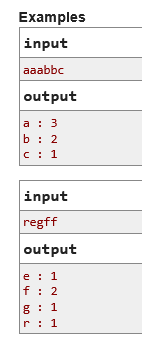 Examples
input
aaabbc
output
a : 3
b : 2
c : 1
input
regff
output
e : 1
f : 2
g : 1
r : 1